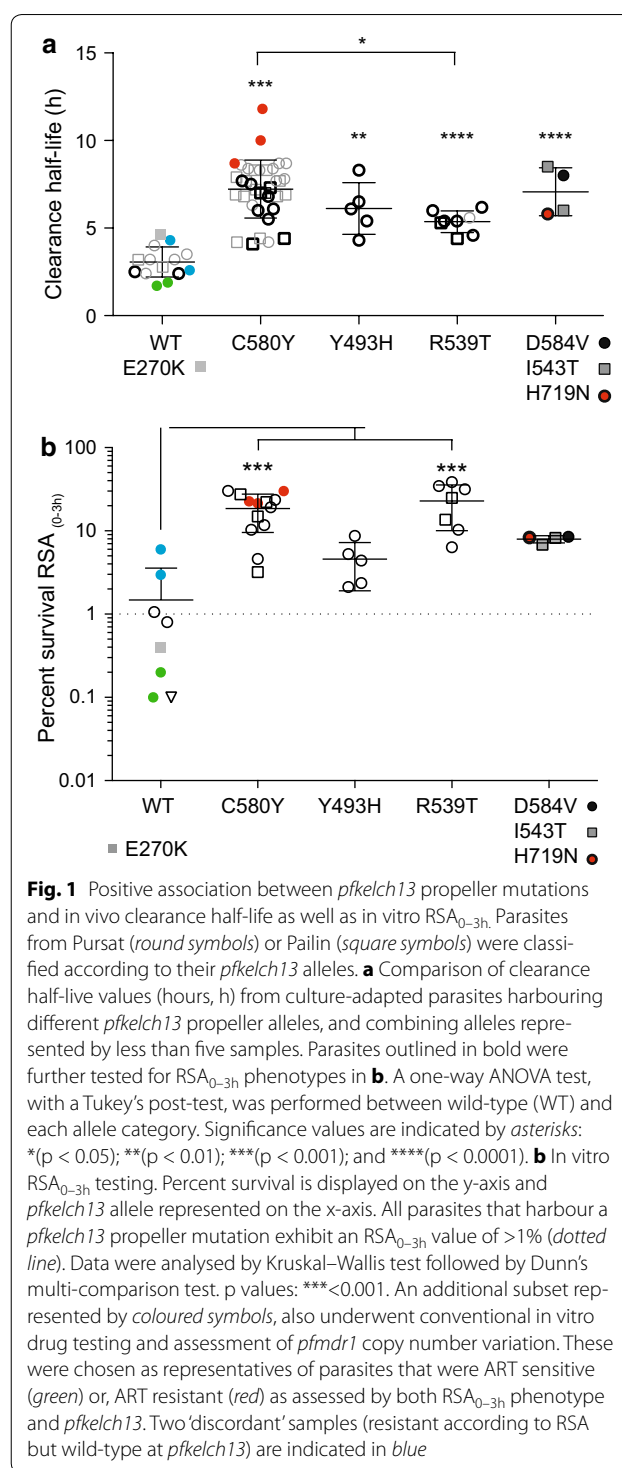 a
*
15
***
**
****
****
10
5
0
Clearance half-life (h)
WT
C580Y
Y493H
R539T
D584V
E270K
I543T
H719N
b
100
***
***
10
1
0.1
0.01
Percent survival RSA (0-3h)
WT
C580Y
Y493H
R539T
D584V
I543T
E270K
H719N
Fig. 1 Positive association between pfkelch13 propeller mutations
and in vivo clearance half-life as well as in vitro RSA0–3h. Parasites
from Pursat (round symbols) or Pailin (square symbols) were classi-
fied according to their pfkelch13 alleles. a Comparison of clearance
half-live values (hours, h) from culture-adapted parasites harbouring
different pfkelch13 propeller alleles, and combining alleles repre-
sented by less than five samples. Parasites outlined in bold were
further tested for RSA0–3h phenotypes in b. A one-way ANOVA test,
with a Tukey's post-test, was performed between wild-type (WT) and
each allele category. Significance values are indicated by asterisks:
*(p < 0.05); **(p < 0.01); ***(p < 0.001); and ****(p < 0.0001). b In vitro
RSA0–3h testing. Percent survival is displayed on the y-axis and
pfkelch13 allele represented on the x-axis. All parasites that harbour a
pfkelch13 propeller mutation exhibit an RSA0–3h value of >1% (dotted
line). Data were analysed by Kruskal–Wallis test followed by Dunn's
multi-comparison test. p values: ***<0.001. An additional subset rep-
resented by coloured symbols, also underwent conventional in vitro
drug testing and assessment of pfmdr1 copy number variation. These
were chosen as representatives of parasites that were ART sensitive
(green) or, ART resistant (red) as assessed by both RSA0–3h phenotype
and pfkelch13. Two 'discordant' samples (resistant according to RSA
but wild-type at pfkelch13) are indicated in blue